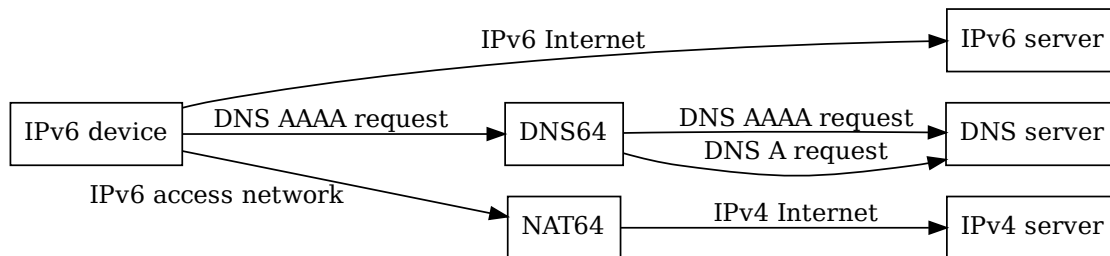 IPv6 Internet
IPv6 server
IPv6 device
DNS AAAA request
DNS64
DNS AAAA request
DNS A request
DNS server
IPv6 access network
NAT64
IPv4 Internet
IPv4 server